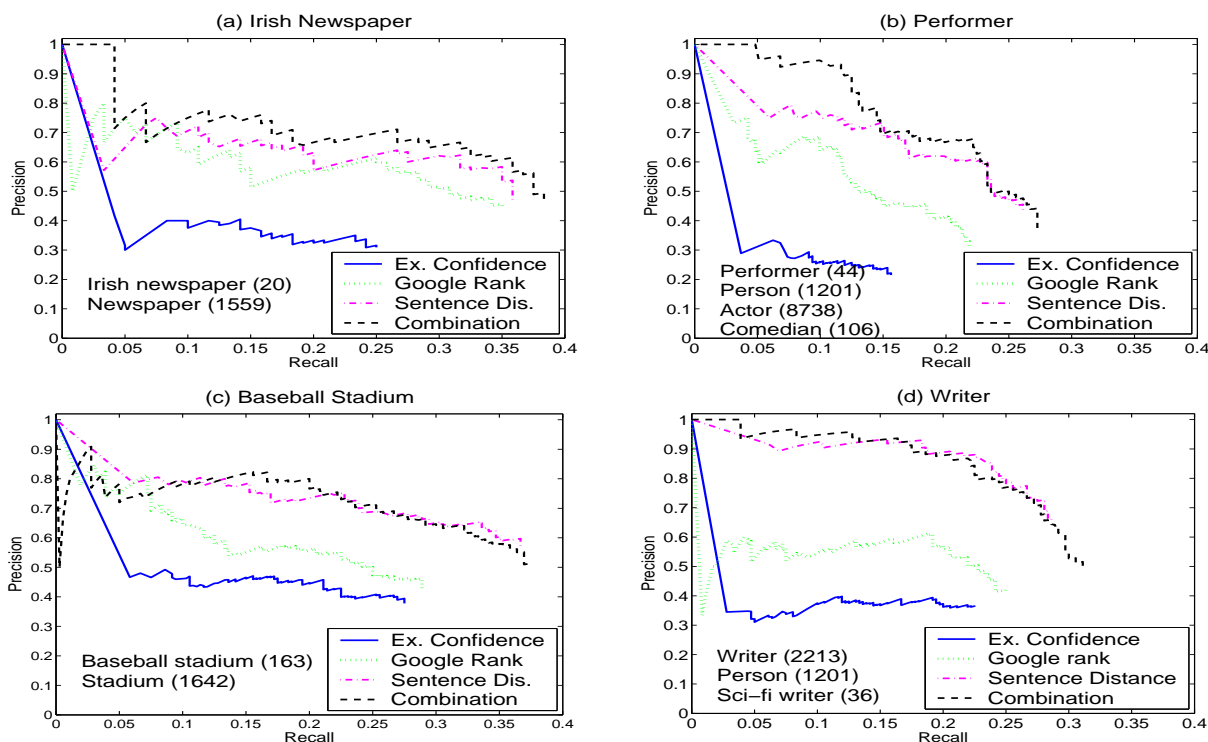 (a) Irish Newspaper
1
0.9
0.8
0.7
0.6
0.5
0.4
0.3
0.2
0.1
0
Precision
Irish newspaper (20)
Newspaper (1559)
Ex. Confidence
Google Rank
Sentence Dis.
Combination
0 0.05 0.1 0.15 0.2 0.25 0.3 0.35 0.4
Recall
(b) Performer
1
0.9
0.8
0.7
0.6
0.5
0.4
0.3
0.2
0.1
0
Precision
Performer (44)
Person (1201)
Actor (8738)
Comedian (106)
Ex. Confidence
Google Rank
Sentence Dis.
Combination
0 0.05 0.1 0.15 0.2 0.25 0.3 0.35 0.4
Recall
(c) Baseball Stadium
1
0.9
0.8
0.7
0.6
0.5
0.4
0.3
0.2
0.1
0
Precision
Baseball stadium (163)
Stadium (1642)
Ex. Confidence
Google Rank
Sentence Dis.
Combination
0 0.05 0.1 0.15 0.2 0.25 0.3 0.35 0.4
Recall
(d) Writer
1
0.9
0.8
0.7
0.6
0.5
0.4
0.3
0.2
0.1
0
Precision
Writer (2213)
Person (1201)
Sci−fi writer (36)
Ex. Confidence
Google rank
Sentence Distance
Combination
0 0.05 0.1 0.15 0.2 0.25 0.3 0.35 0.4
Recall